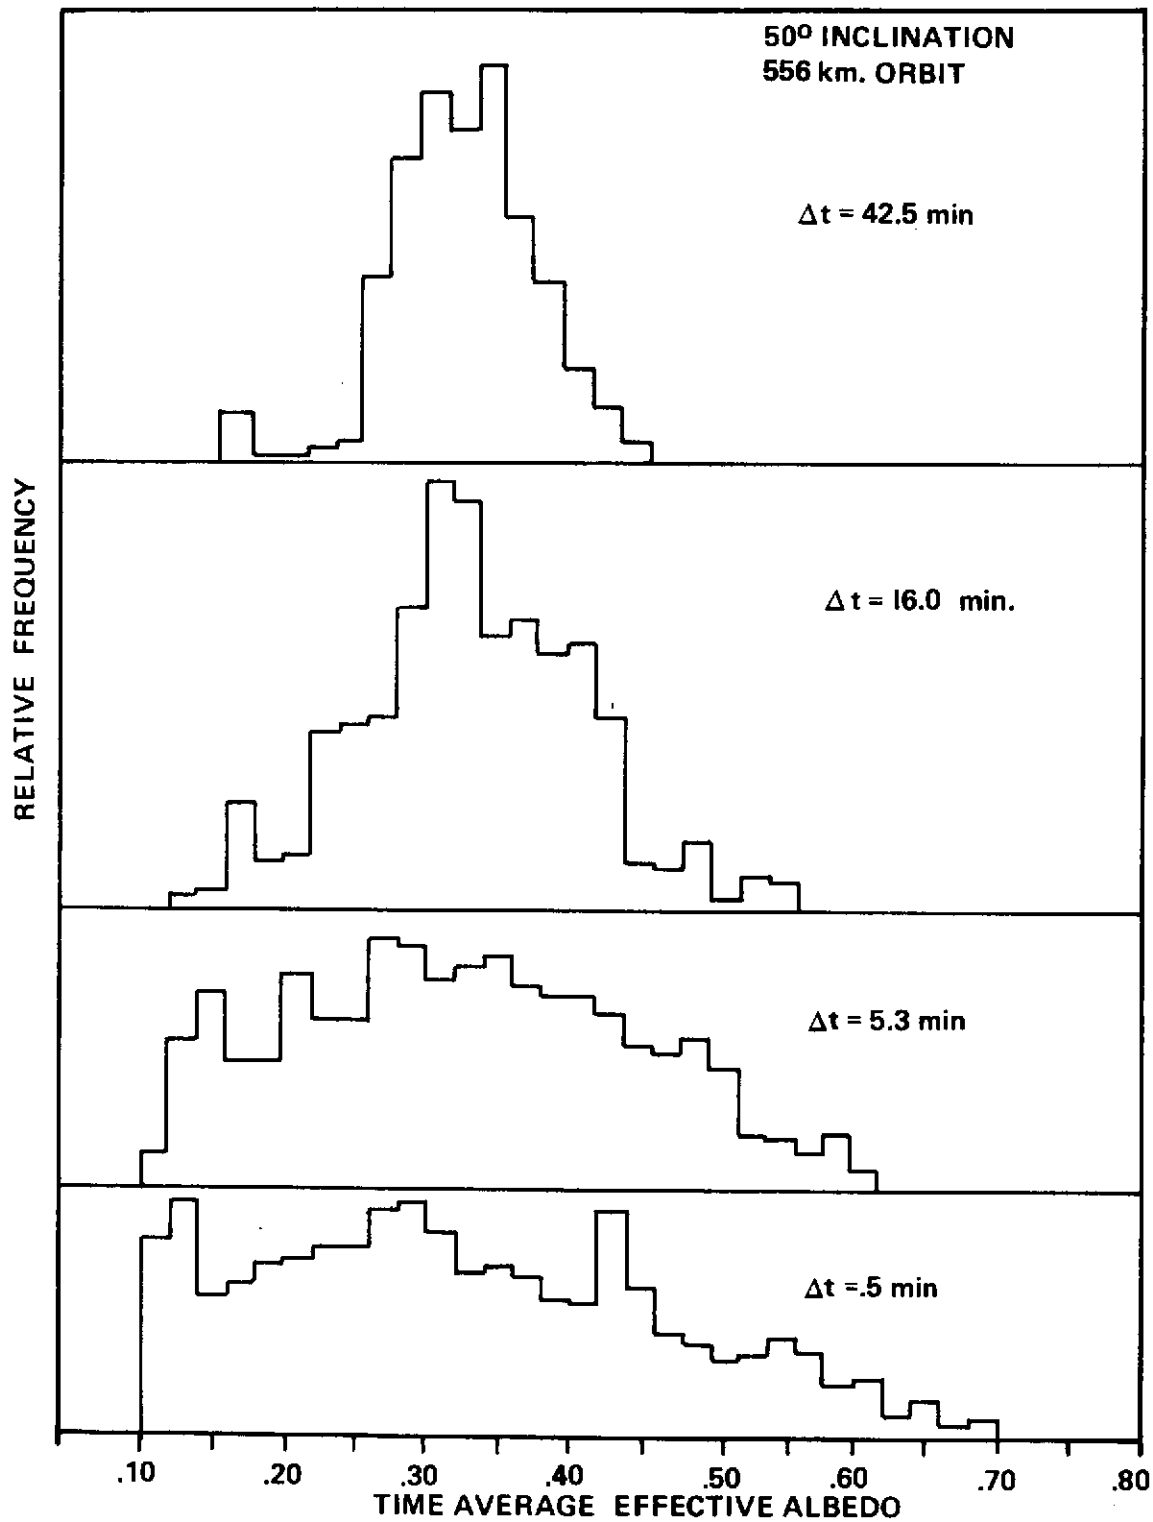 50º INCLINATION
556 km. ORBIT
Δt = 42.5 min
Δt = 16.0 min.
Δt = 5.3 min
Δt =.5 min
RELATIVE FREQUENCY
.10 .20 .30 .40 .50 .60 .70 .80
TIME AVERAGE EFFECTIVE ALBEDO